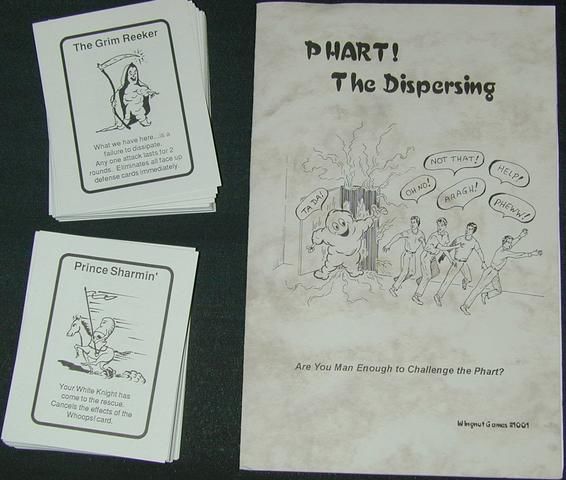 The Grim Reeker
What we have here...is a
failure to dissipate.
Any one attack lasts for 2
rounds. Eliminates all face up
defense cards immediately.
Prince Sharmin'
Your White Knight has
come to the rescue.
Cancels the effects of the
Whoops! card.
PHART!
The Dispersing
TA DA!
OH NO!
NOT THAT!
ARAGH!
HELP!
PHEWW!
Are You Man Enough to Challenge the Phart?
Wingnut Games #1001